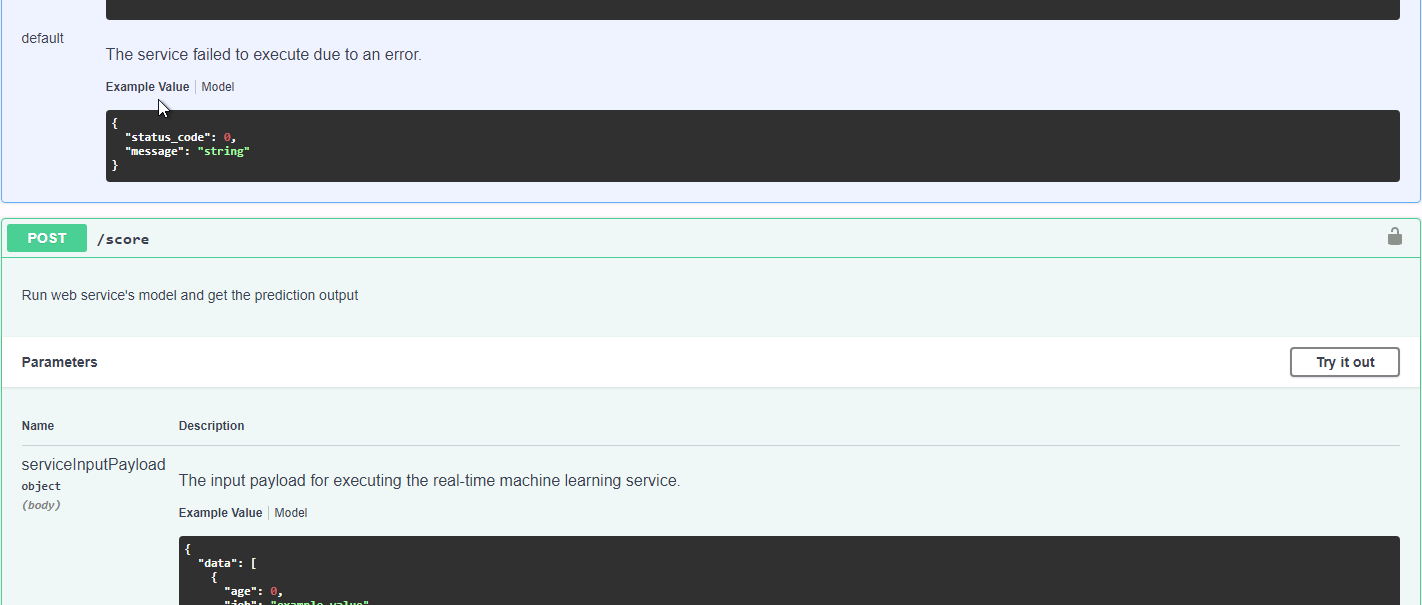 default
The service failed to execute due to an error.
Example Value | Model
{
"status_code": 0,
"message": "string"
}
POST /score
Run web service's model and get the prediction output
Parameters
Try it out
Name Description
serviceInputPayload
object
(body)
The input payload for executing the real-time machine learning service.
Example Value | Model
{
"data": [
{
"age": 0,
"job": "example_value",